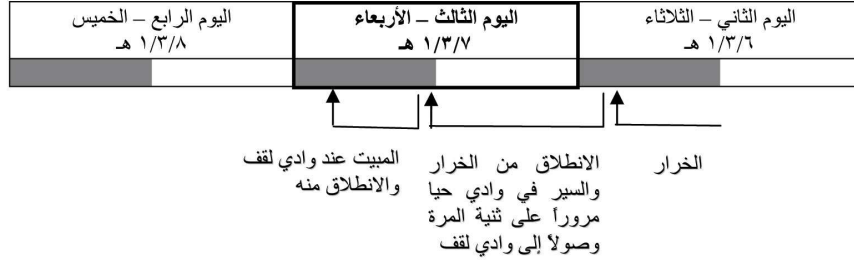 اليوم الثاني – الثلاثاء
١/٣/٦ هـ
اليوم الثالث – الأربعاء
١/٣/٧ هـ
اليوم الرابع – الخميس
١/٣/٨ هـ
الخرار
الانطلاق من الخرار
والسير في وادي حيا
مروراً على ثنية المرة
وصولاً إلى وادي لقف
المبيت عند وادي لقف
والانطلاق منه